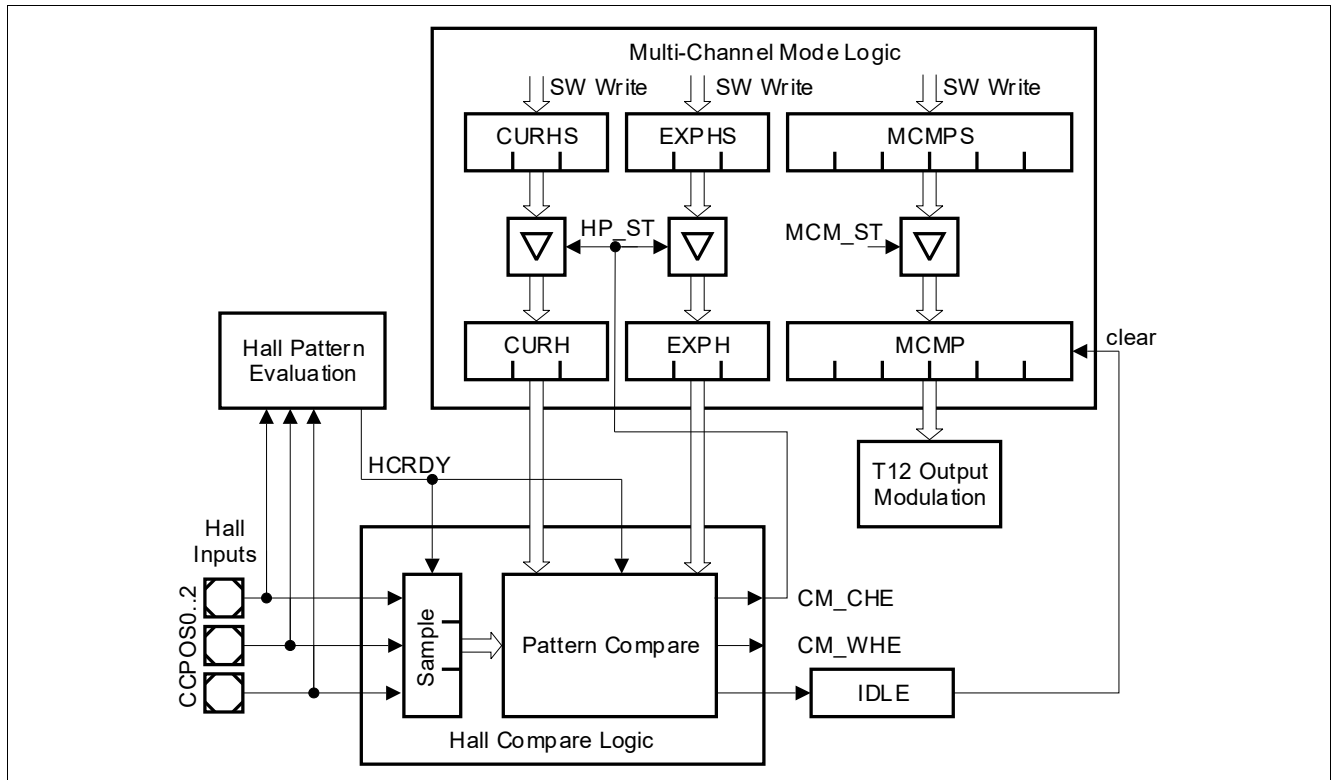 Multi-Channel Mode Logic
SW Write
SW Write
SW Write
CURHS
EXPHS
MCMPS
HP_ST
MCM_ST
Hall Pattern
Evaluation
CURH
EXPH
MCMP
clear
HCRDY
T12 Output
Modulation
Hall
Inputs
CCPOS0..2
Sample
Pattern Compare
CM_CHE
CM_WHE
IDLE
Hall Compare Logic